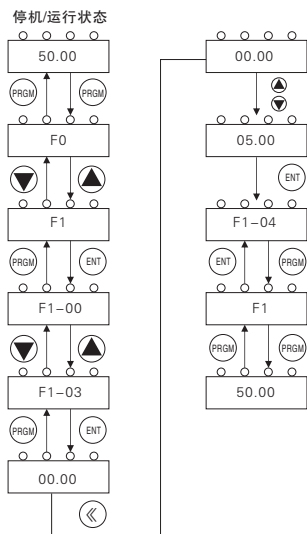 停机/运行状态
50.00
PRGM PRGM
F0
F1
PRGM ENT
F1-00
F1-03
PRGM ENT
00.00
00.00
05.00
ENT
F1-04
ENT PRGM
F1
PRGM PRGM
50.00